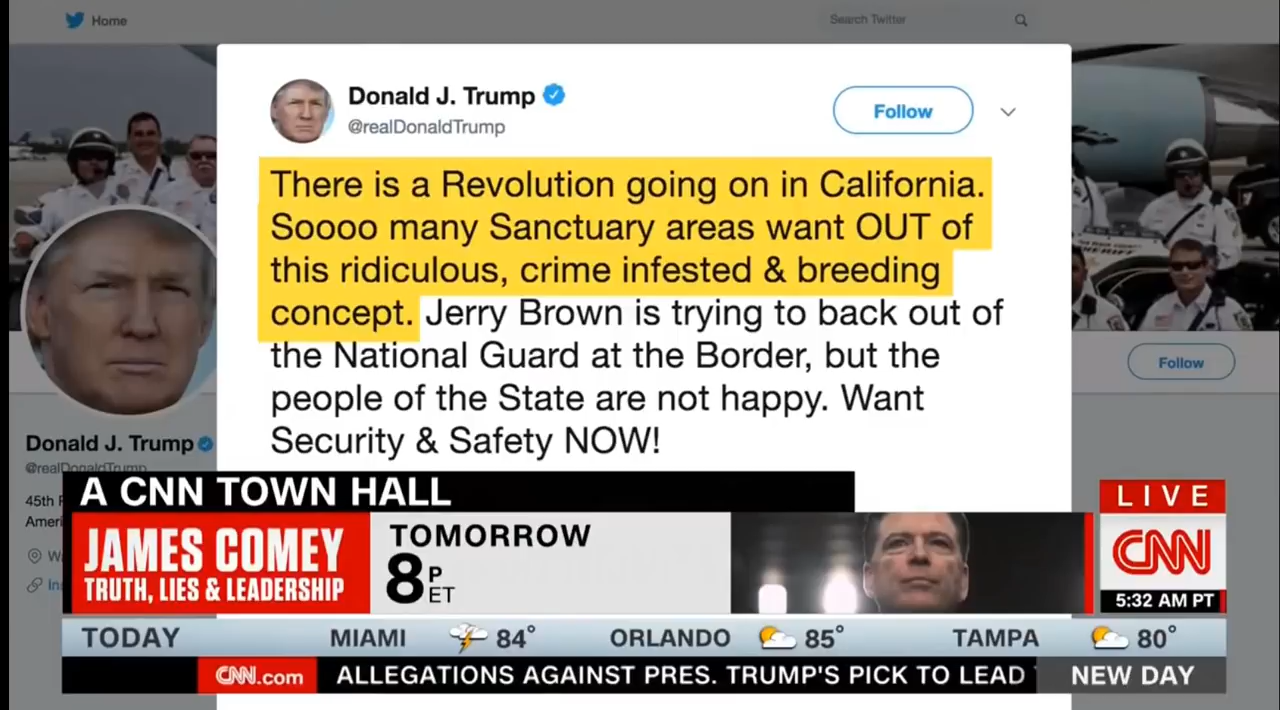 Home
Search Twitter
Donald J. Trump
@realDonaldTrump
Follow
There is a Revolution going on in California.
Soooo many Sanctuary areas want OUT of
this ridiculous, crime infested & breeding
concept. Jerry Brown is trying to back out of
the National Guard at the Border, but the
people of the State are not happy. Want
Security & Safety NOW!
Follow
Donald J. Trump
@realDonaldTrump
45th
Ameri
A CNN TOWN HALL
JAMES COMEY
TRUTH, LIES & LEADERSHIP
TOMORROW
8P
ET
LIVE
CNN
5:32 AM PT
TODAY MIAMI 84° ORLANDO 85° TAMPA 80°
CNN.com ALLEGATIONS AGAINST PRES. TRUMP'S PICK TO LEAD NEW DAY